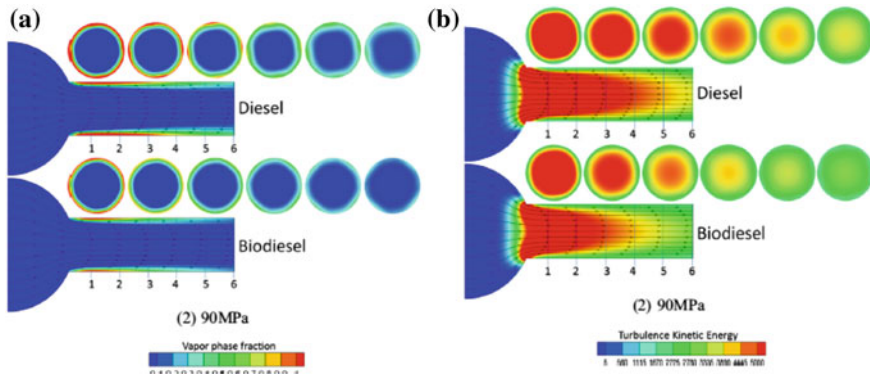 (a)
Diesel
1 2 3 4 5 6
Biodiesel
1 2 3 4 5 6
(2) 90MPa
Vapor phase fraction
(b)
Diesel
1 2 3 4 5 6
Biodiesel
1 2 3 4 5 6
(2) 90MPa
Turbulence Kinetic Energy